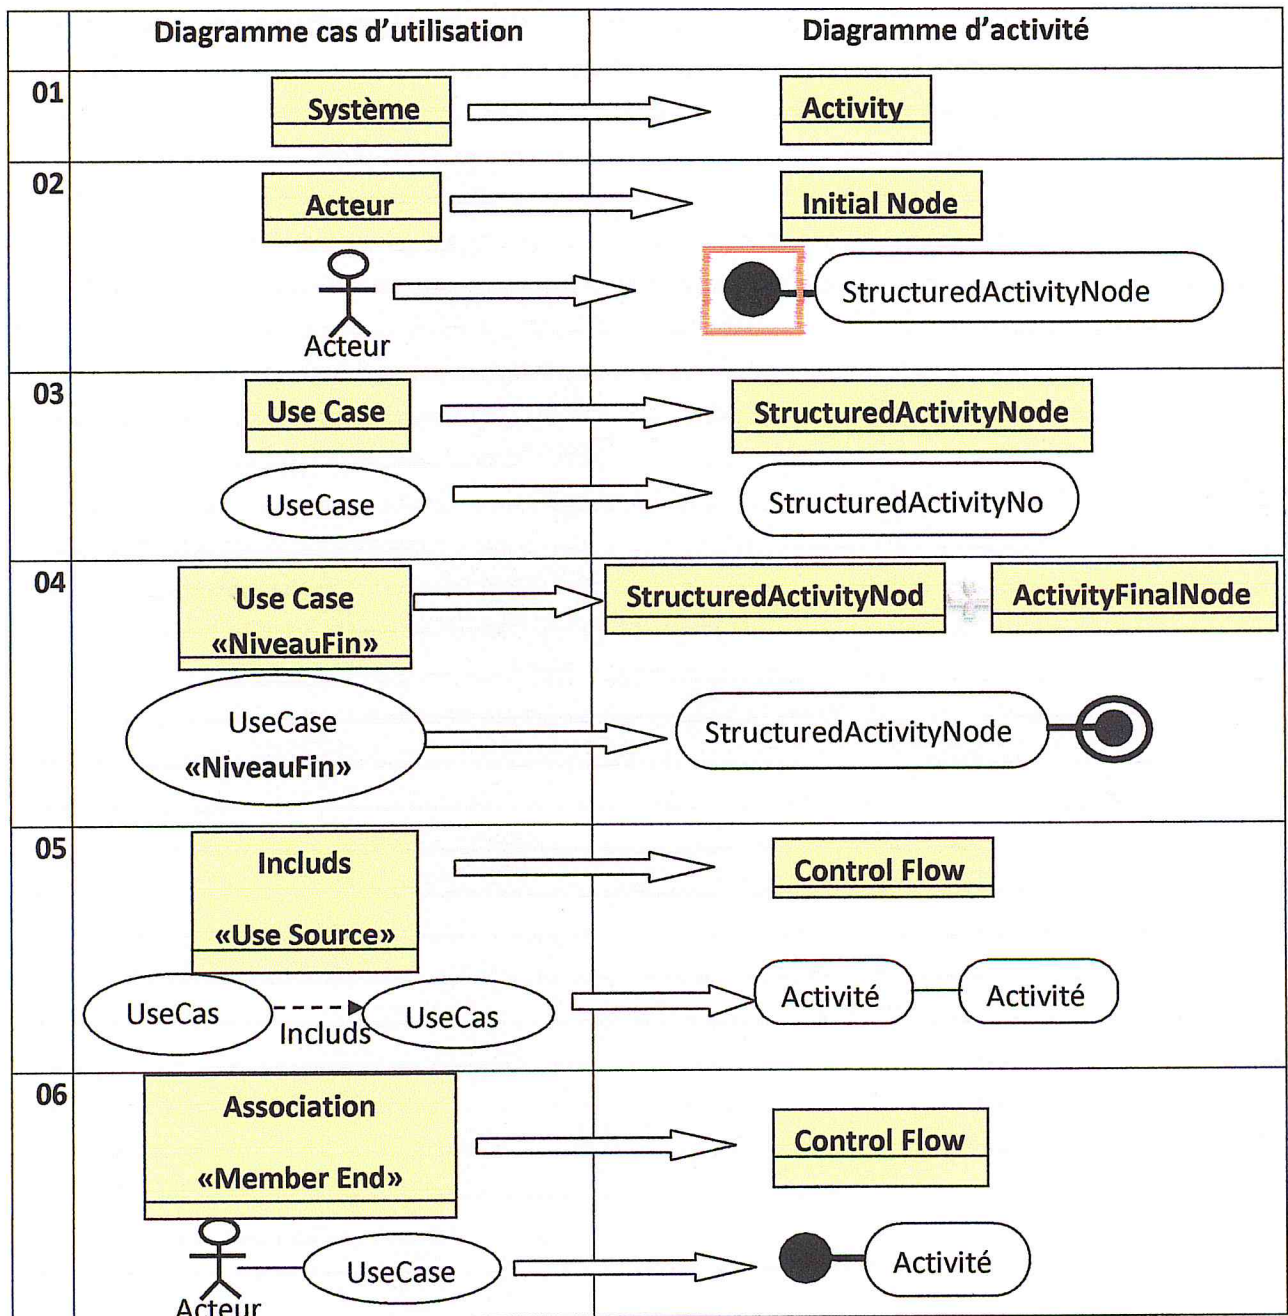 Diagramme cas d'utilisation
Diagramme d'activité
01
Système
Activity
02
Acteur
Initial Node
StructuredActivityNode
Acteur
03
Use Case
StructuredActivityNode
UseCase
StructuredActivityNo
04
Use Case
«NiveauFin»
StructuredActivityNod
ActivityFinalNode
UseCase
«NiveauFin»
StructuredActivityNode
05
Includs
«Use Source»
Control Flow
UseCas
Includs
UseCas
Activité
Activité
06
Association
«Member End»
Control Flow
UseCase
Acteur
Activité